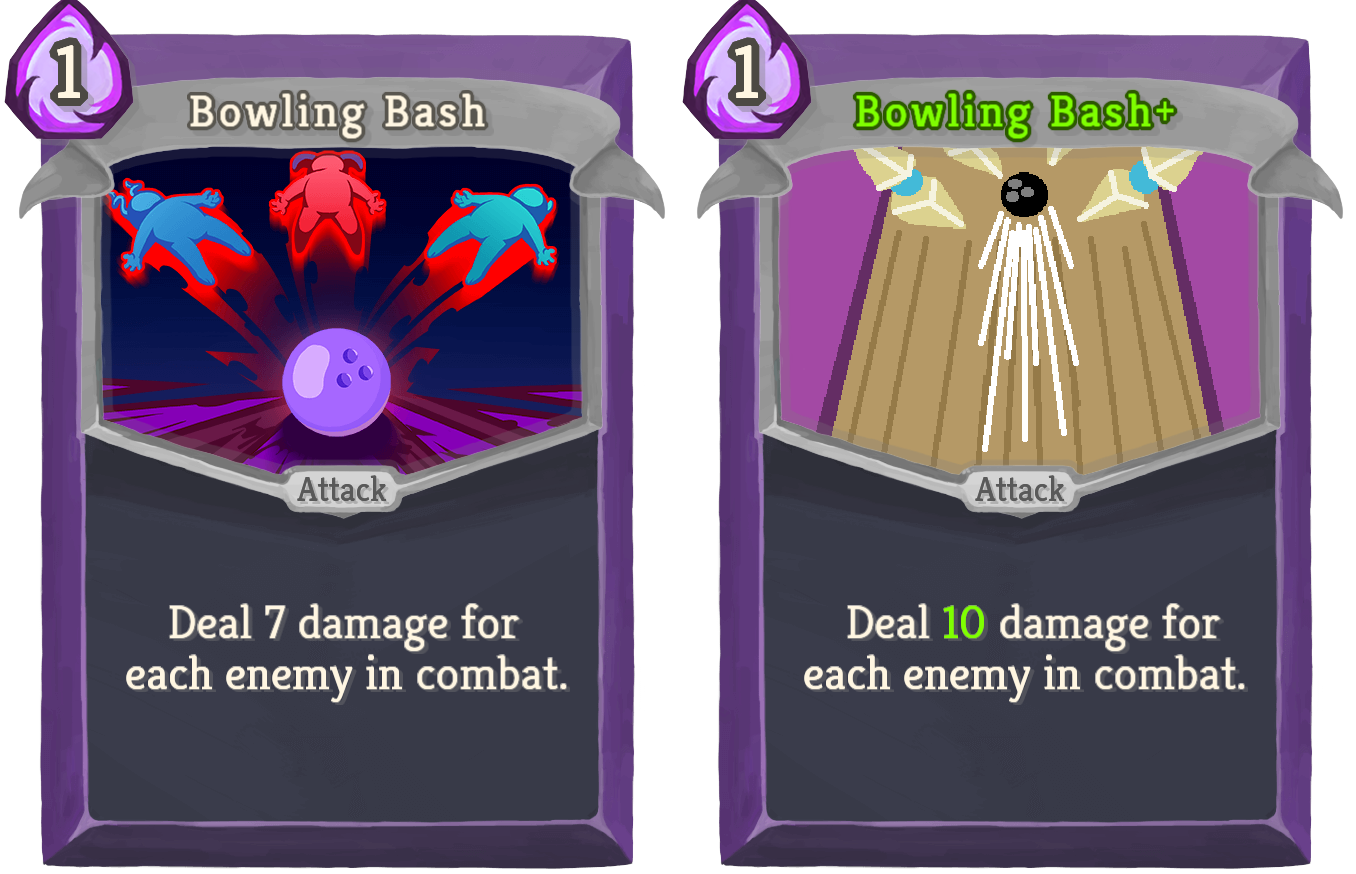 1
Bowling Bash
Attack
Deal 7 damage for
each enemy in combat.
1
Bowling Bash+
Attack
Deal 10 damage for
each enemy in combat.